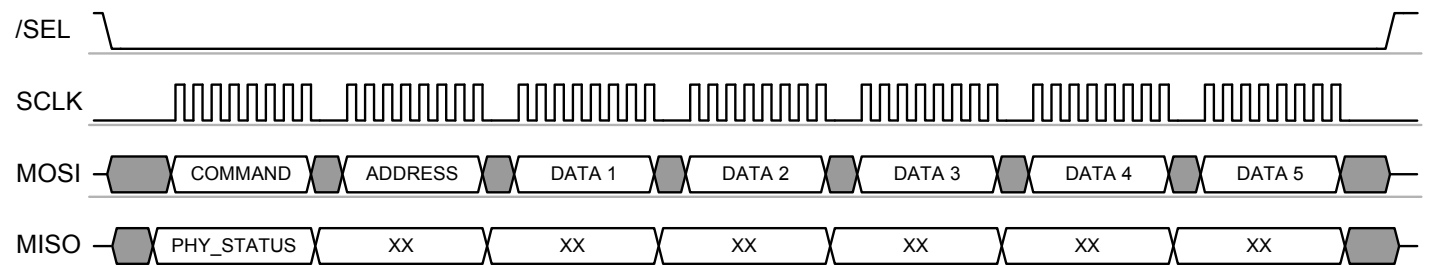 /SEL
SCLK
MOSI COMMAND ADDRESS DATA 1 DATA 2 DATA 3 DATA 4 DATA 5
MISO PHY_STATUS XX XX XX XX XX XX